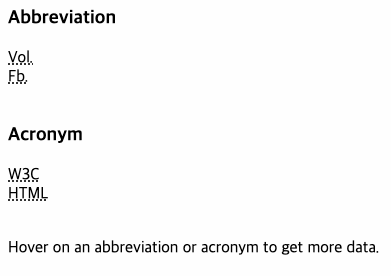 Abbreviation
Vol.
Fb.
Acronym
W3C
HTML
Hover on an abbreviation or acronym to get more data.